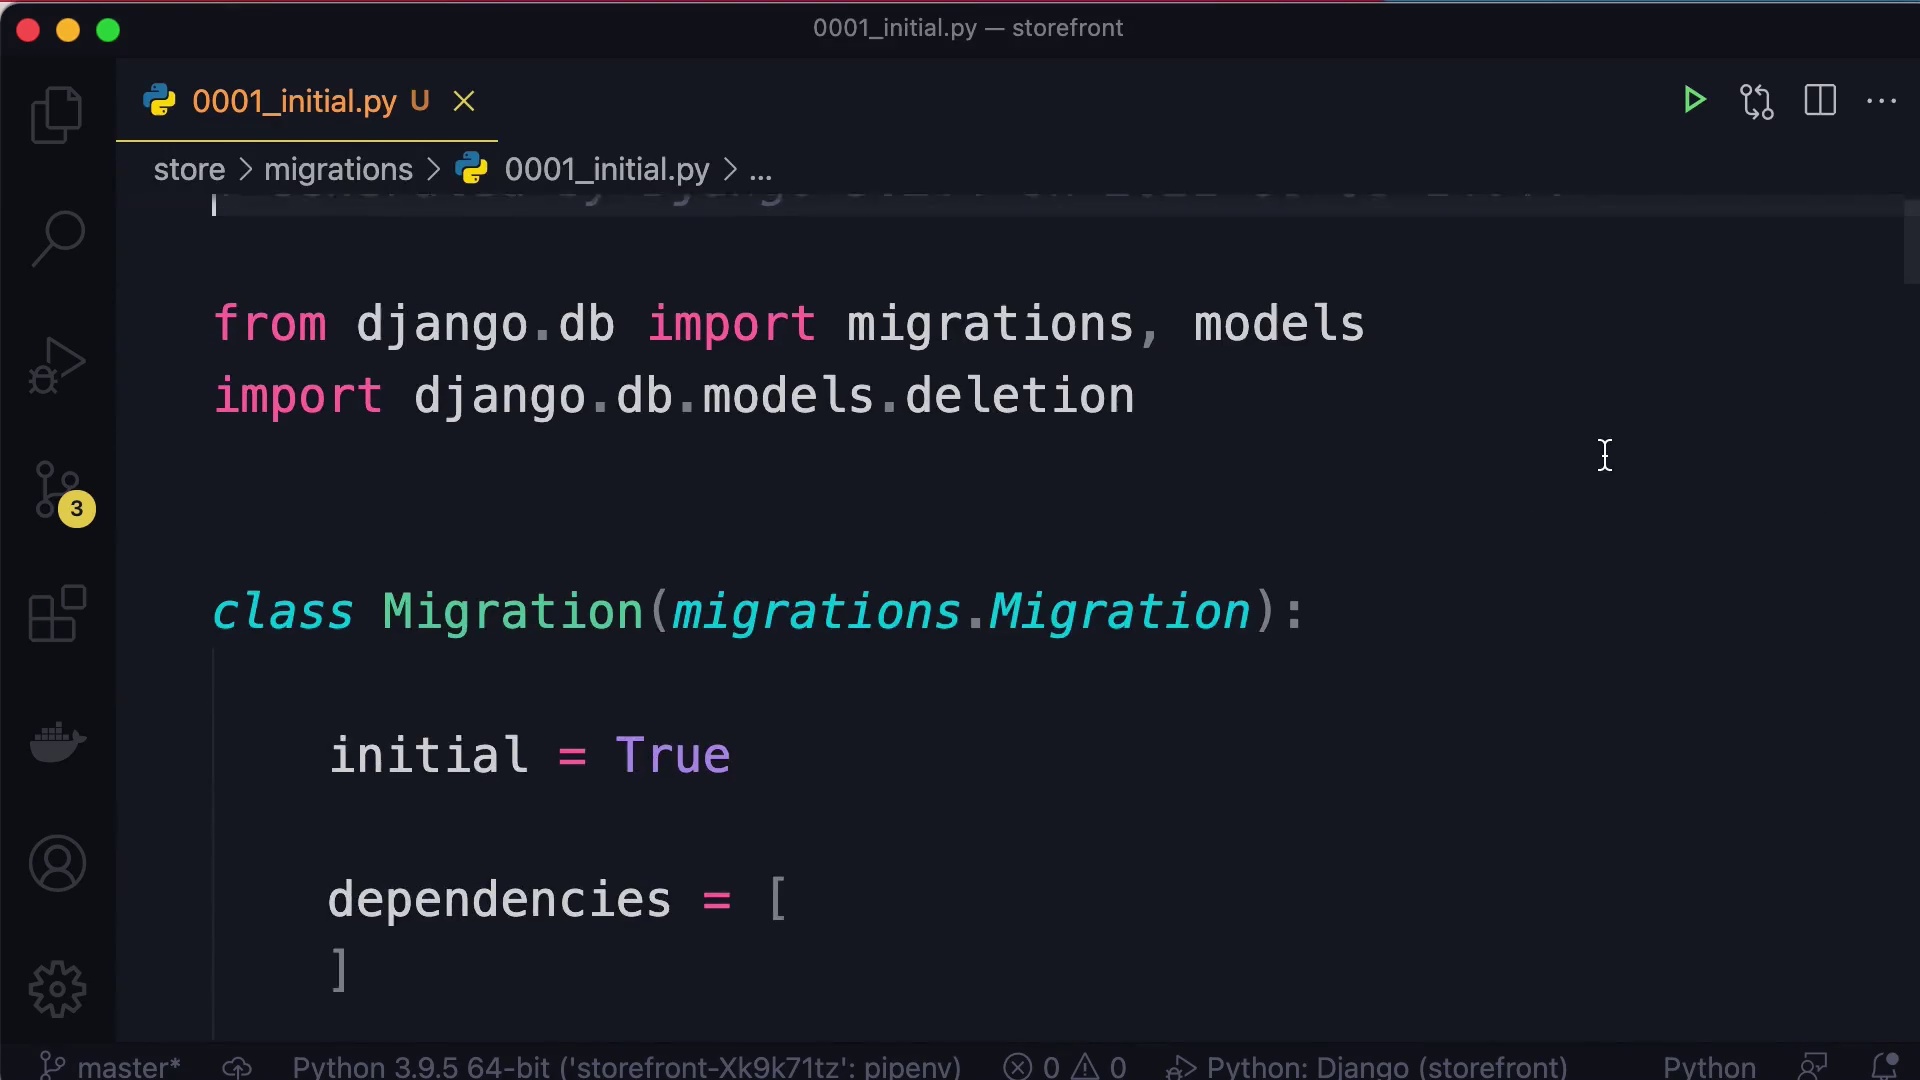 0001_initial.py — storefront
0001_initial.py U
store > migrations > 0001_initial.py > ...
from django.db import migrations, models
import django.db.models.deletion
class Migration(migrations.Migration):
initial = True
dependencies = [
]
3
master* Python 3.9.5 64-bit ('storefront-Xk9k71tz': pipenv) 0 0 Python: Django (storefront) Python